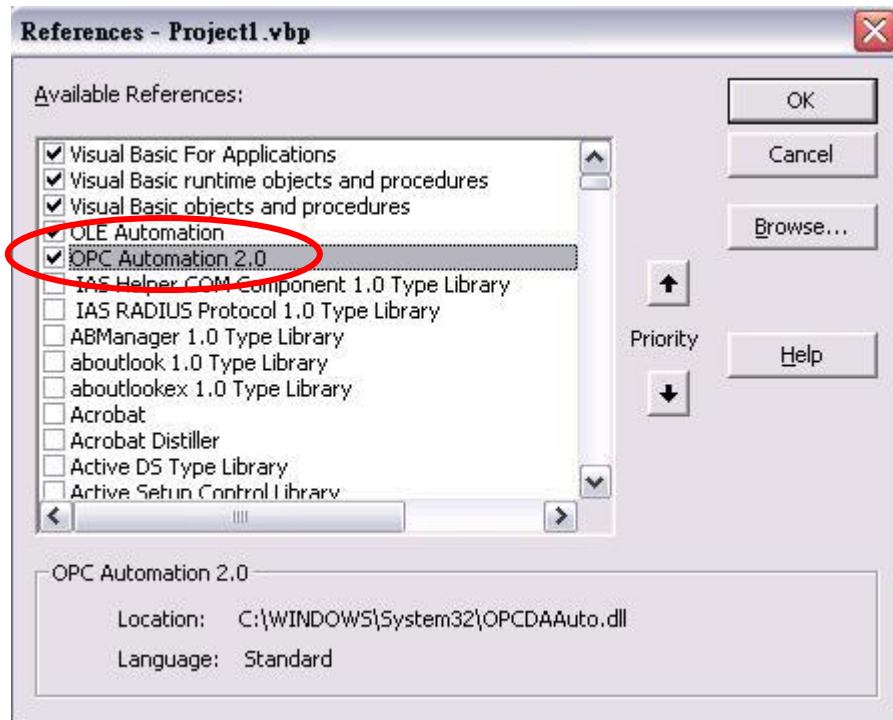 References - Project1.vbp
Available References:
OK
Cancel
Browse...
Help
Visual Basic For Applications
Visual Basic runtime objects and procedures
Visual Basic objects and procedures
OLE Automation
OPC Automation 2.0
IAS Helper COM Component 1.0 Type Library
IAS RADIUS Protocol 1.0 Type Library
ABManager 1.0 Type Library
aboutlook 1.0 Type Library
aboutlookex 1.0 Type Library
Acrobat
Acrobat Distiller
Active DS Type Library
Active Setup Control Library
Priority
OPC Automation 2.0
Location: C:\WINDOWS\System32\OPCDAAuto.dll
Language: Standard